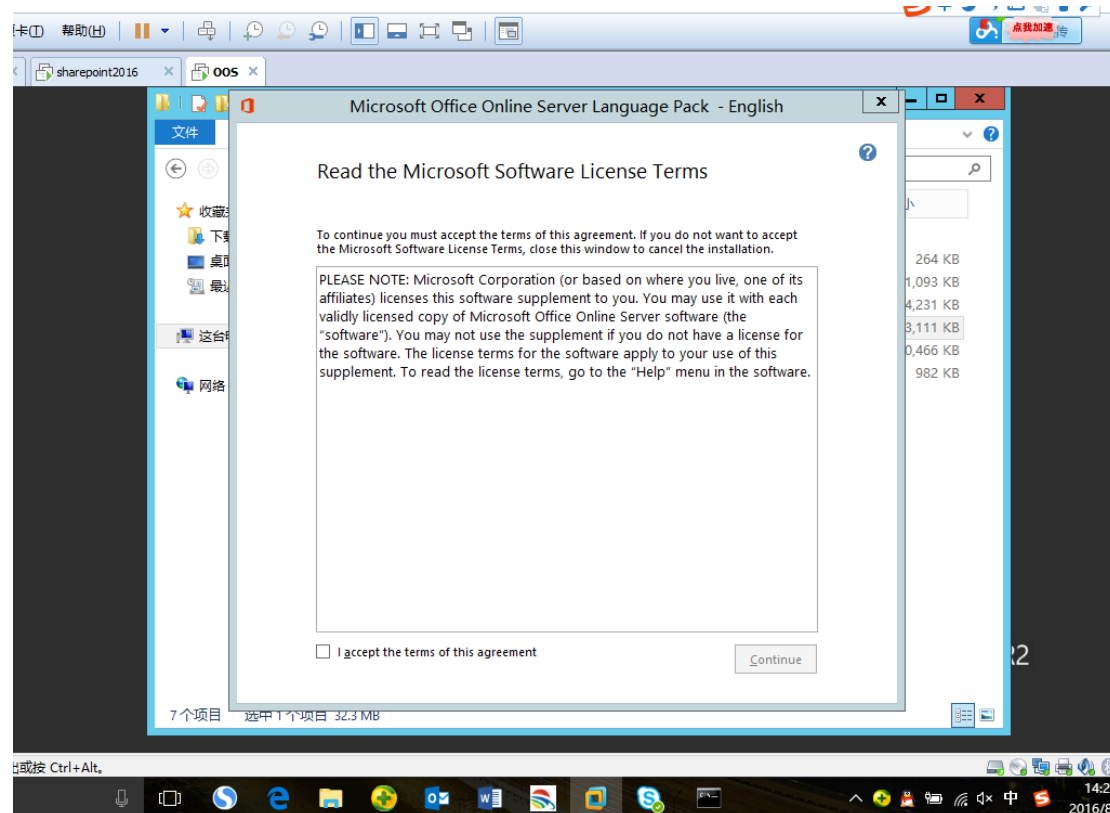 卡(T) 帮助(H)
点我加速 传
sharepoint2016 OOS
Microsoft Office Online Server Language Pack - English
文件
Read the Microsoft Software License Terms
收藏
下
小
To continue you must accept the terms of this agreement. If you do not want to accept
the Microsoft Software License Terms, close this window to cancel the installation.
桌面
264 KB
PLEASE NOTE: Microsoft Corporation (or based on where you live, one of its
最
1,093 KB
affiliates) licenses this software supplement to you. You may use it with each
4,231 KB
validly licensed copy of Microsoft Office Online Server software (the
这台
3,111 KB
"software"). You may not use the supplement if you do not have a license for
0,466 KB
the software. The license terms for the software apply to your use of this
网络
982 KB
supplement. To read the license terms, go to the "Help" menu in the software.
I accept the terms of this agreement
Continue
R2
7个项目 选中 1 个项目 32.3 MB
出或按 Ctrl+Alt。
中
14:2
2016/8